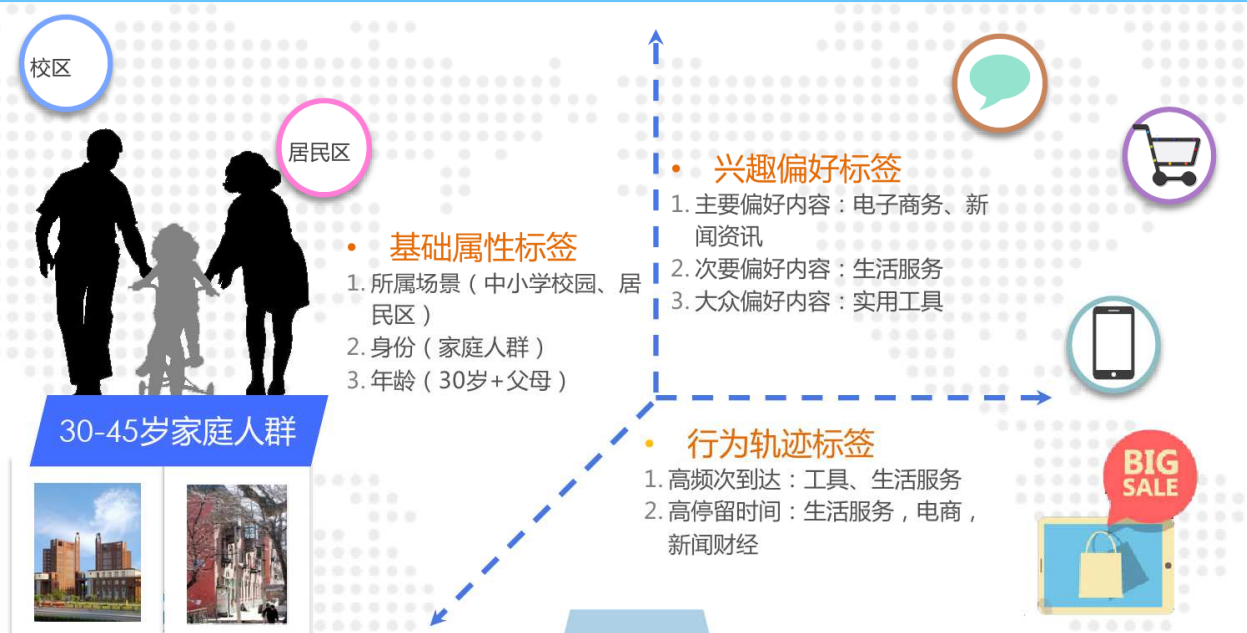 校区
居民区
30-45岁家庭人群
• 基础属性标签
1. 所属场景（中小学校园、居
民区）
2. 身份（家庭人群）
3. 年龄（30岁+父母）
• 兴趣偏好标签
1. 主要偏好内容：电子商务、新
闻资讯
2. 次要偏好内容：生活服务
3. 大众偏好内容：实用工具
• 行为轨迹标签
1. 高频次到达：工具、生活服务
2. 高停留时间：生活服务，电商，
新闻财经
BIG
SALE